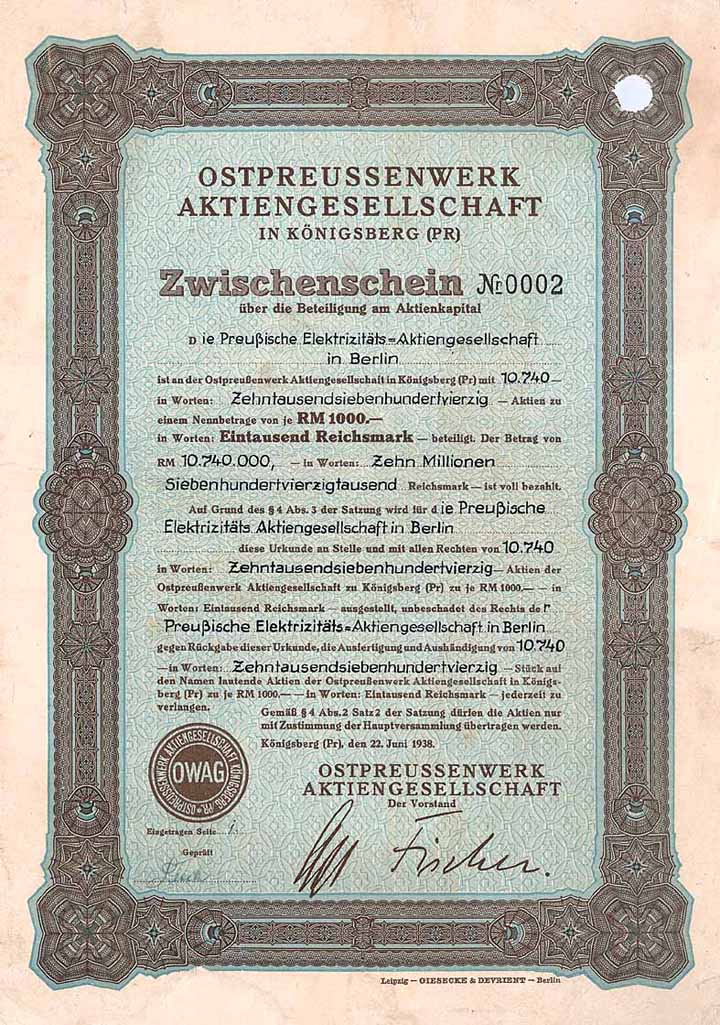 OSTPREUSSENWERK
AKTIENGESELLSCHAFT
IN KÖNIGSBERG (PR)
Zwischenschein № 0002
über die Beteiligung am Aktienkapital
Die Preußische Elektrizitäts=Aktiengesellschaft
in Berlin
ist an der Ostpreußenwerk Aktiengesellschaft in Königsberg (Pr) mit 10.740—
in Worten: Zehntausendsiebenhundertvierzig — Aktien zu
einem Nennbetrage von je RM 1000.—
in Worten: Eintausend Reichsmark — beteiligt. Der Betrag von
RM 10.740.000, — in Worten: Zehn Millionen
Siebenhundertvierzigtausend Reichsmark — ist voll bezahlt.
Auf Grund des § 4 Abs. 3 der Satzung wird für die Preußische
Elektrizitäts Aktiengesellschaft in Berlin
diese Urkunde an Stelle und mit allen Rechten von 10.740
in Worten: Zehntausendsiebenhundertvierzig — Aktien der
Ostpreußenwerk Aktiengesellschaft zu Königsberg (Pr) zu je RM 1000.— — in
Worten: Eintausend Reichsmark — ausgestellt, unbeschadet des Rechts der
Preußische Elektrizitäts=Aktiengesellschaft in Berlin
gegen Rückgabe dieser Urkunde, die Ausfertigung und Aushändigung von 10.740
— in Worten: Zehntausendsiebenhundertvierzig — Stück auf
den Namen lautende Aktien der Ostpreußenwerk Aktiengesellschaft in Königs-
berg (Pr) zu je RM 1000.— — in Worten: Eintausend Reichsmark — jederzeit zu
verlangen.
Gemäß § 4 Abs. 2 Satz 2 der Satzung dürfen die Aktien nur
mit Zustimmung der Hauptversammlung übertragen werden.
Königsberg (Pr), den 22. Juni 1938.
OSTPREUSSENWERK
AKTIENGESELLSCHAFT
Der Vorstand
OSTPREUSSENWERK AKTIENGESELLSCHAFT KÖNIGSBERG PR.
OWAG
Eingetragen Seite 1.
Geprüft
Fischer.
Leipzig — GIESECKE & DEVRIENT — Berlin